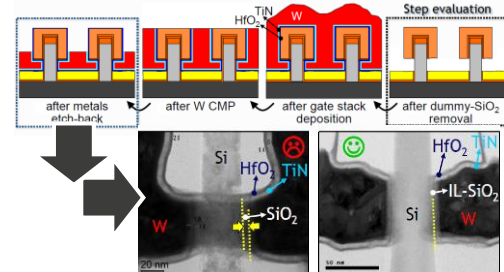 TiN
HfO₂
W
Step evaluation
after metals
etch-back
after W CMP
after gate stack
deposition
after dummy-SiO₂
removal
Si
HfO₂
TiN
SiO₂
W
20 nm
HfO₂
TiN
IL-SiO₂
Si
W
50 nm